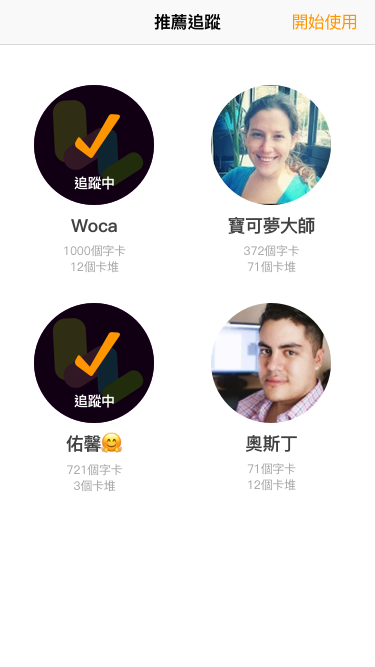 推薦追蹤
開始使用
追蹤中
Woca
1000個字卡
12個卡堆
寶可夢大師
372個字卡
71個卡堆
追蹤中
佑馨🤗
721個字卡
3個卡堆
奧斯丁
71個字卡
12個卡堆